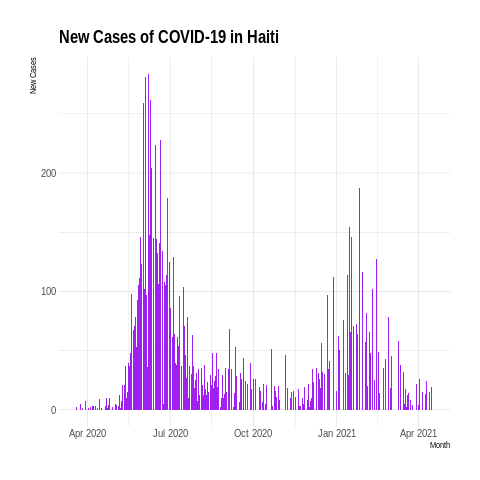 New Cases of COVID-19 in Haiti
New Cases
200
100
0
Apr 2020
Jul 2020
Oct 2020
Jan 2021
Apr 2021
Month